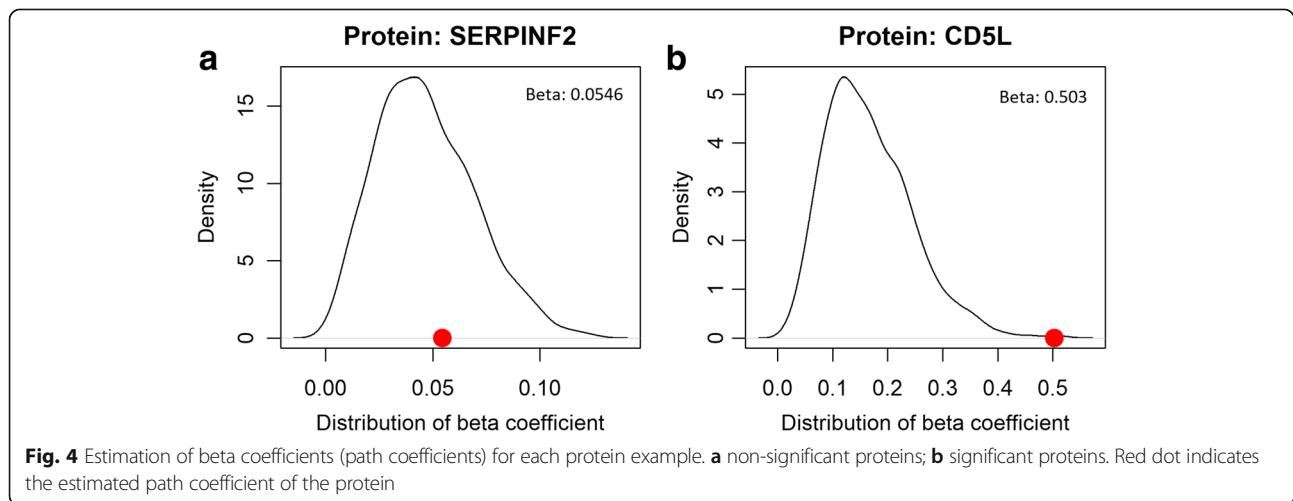 Protein: SERPINF2
a
Beta: 0.0546
Density
15
10
5
0
0.00 0.05 0.10
Distribution of beta coefficient
Protein: CD5L
b
Beta: 0.503
Density
5
4
3
2
1
0
0.0 0.1 0.2 0.3 0.4 0.5
Distribution of beta coefficient
Fig. 4 Estimation of beta coefficients (path coefficients) for each protein example. a non-significant proteins; b significant proteins. Red dot indicates
the estimated path coefficient of the protein